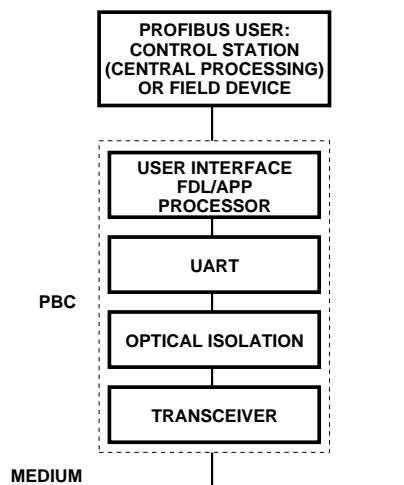 PROFIBUS USER:
CONTROL STATION
(CENTRAL PROCESSING)
OR FIELD DEVICE
USER INTERFACE
FDL/APP
PROCESSOR
UART
PBC
OPTICAL ISOLATION
TRANSCEIVER
MEDIUM